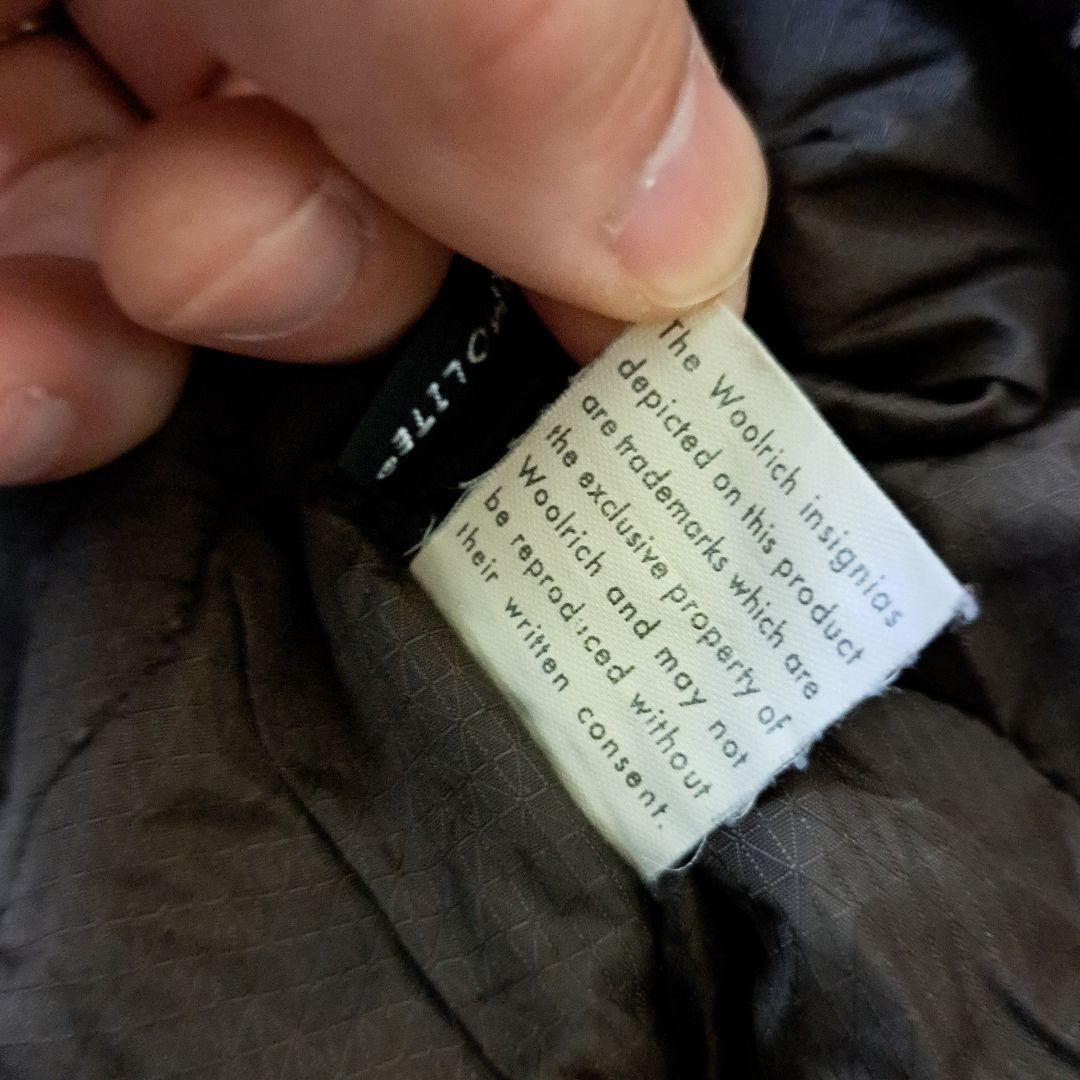 The Woolrich insignias
depicted on this product
are trademarks which are
the exclusive property of
Woolrich and may not
be reproduced without
their written consent.
MOLITE®